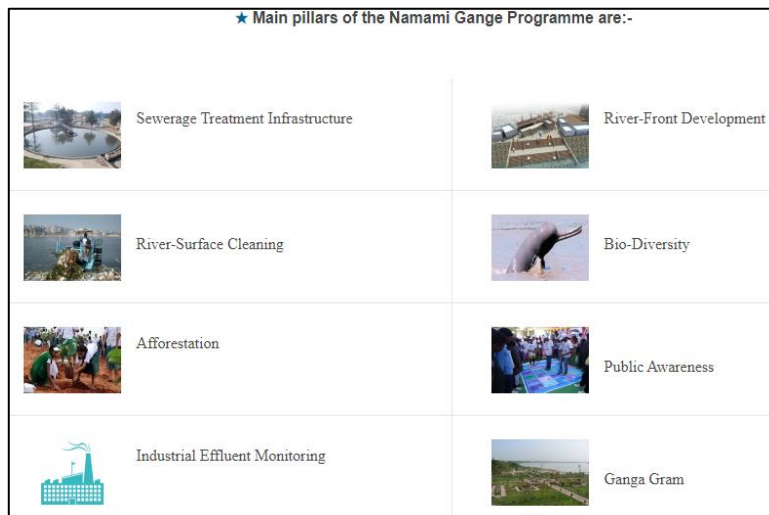 ★ Main pillars of the Namami Gange Programme are:-
Sewerage Treatment Infrastructure
River-Front Development
River-Surface Cleaning
Bio-Diversity
Afforestation
Public Awareness
Industrial Effluent Monitoring
Ganga Gram